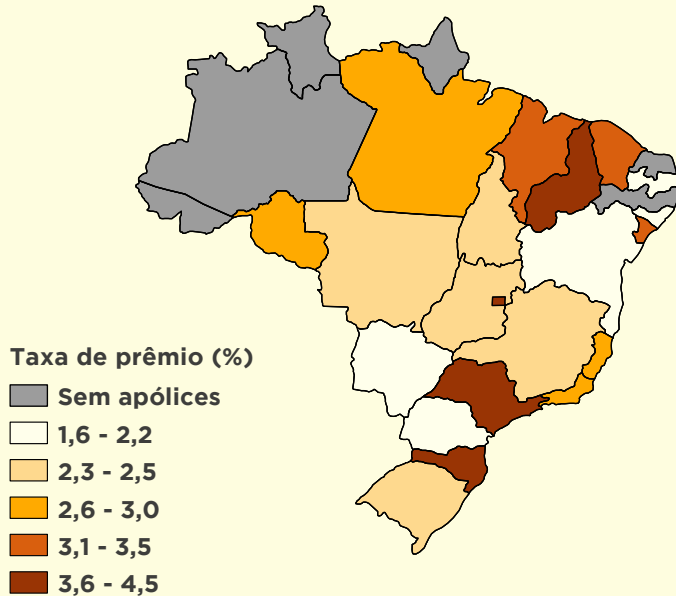 Taxa de prêmio (%)
Sem apólices
1,6 - 2,2
2,3 - 2,5
2,6 - 3,0
3,1 - 3,5
3,6 - 4,5